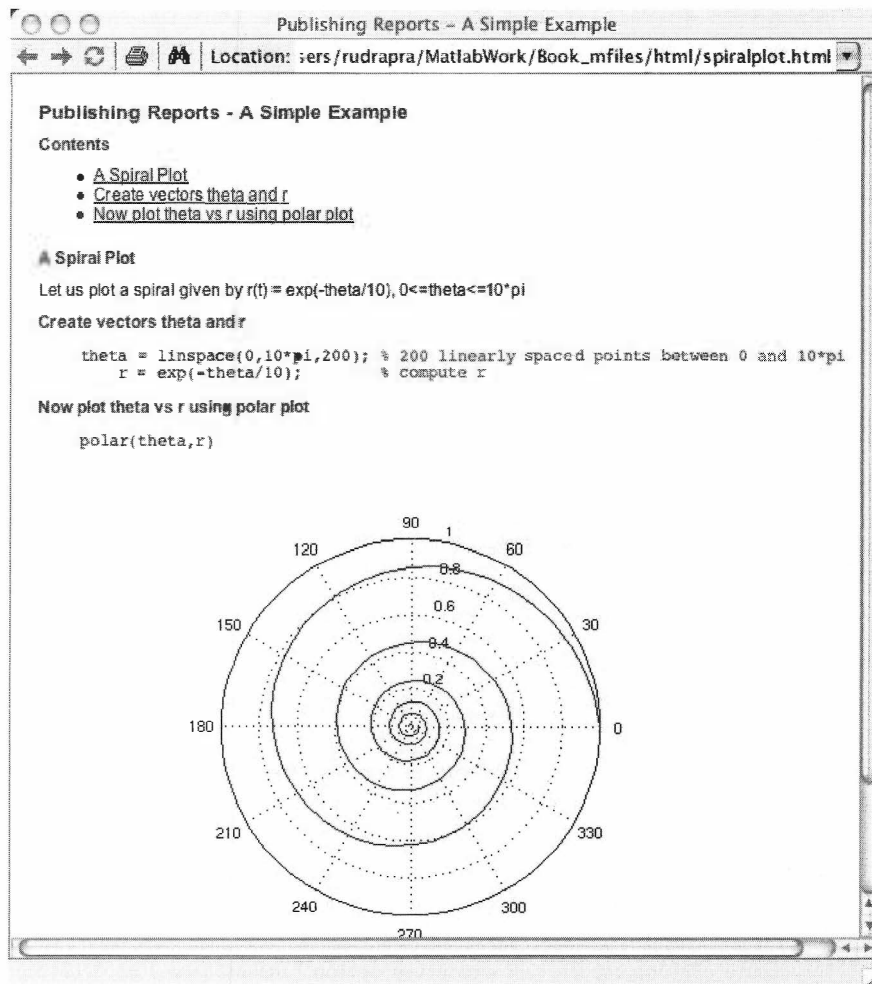 Publishing Reports – A Simple Example
Location: sers/rudrapra/MatlabWork/Book_mfiles/html/spiralplot.html
Publishing Reports - A Simple Example
Contents
• A Spiral Plot
• Create vectors theta and r
• Now plot theta vs r using polar plot
A Spiral Plot
Let us plot a spiral given by r(t) = exp(-theta/10), 0<=theta<=10*pi
Create vectors theta and r
theta = linspace(0,10*pi,200); % 200 linearly spaced points between 0 and 10*pi
r = exp(-theta/10); % compute r
Now plot theta vs r using polar plot
polar(theta,r)
90
1
120
60
0.8
0.6
150
30
0.4
0.2
180
0
210
330
240
300
270